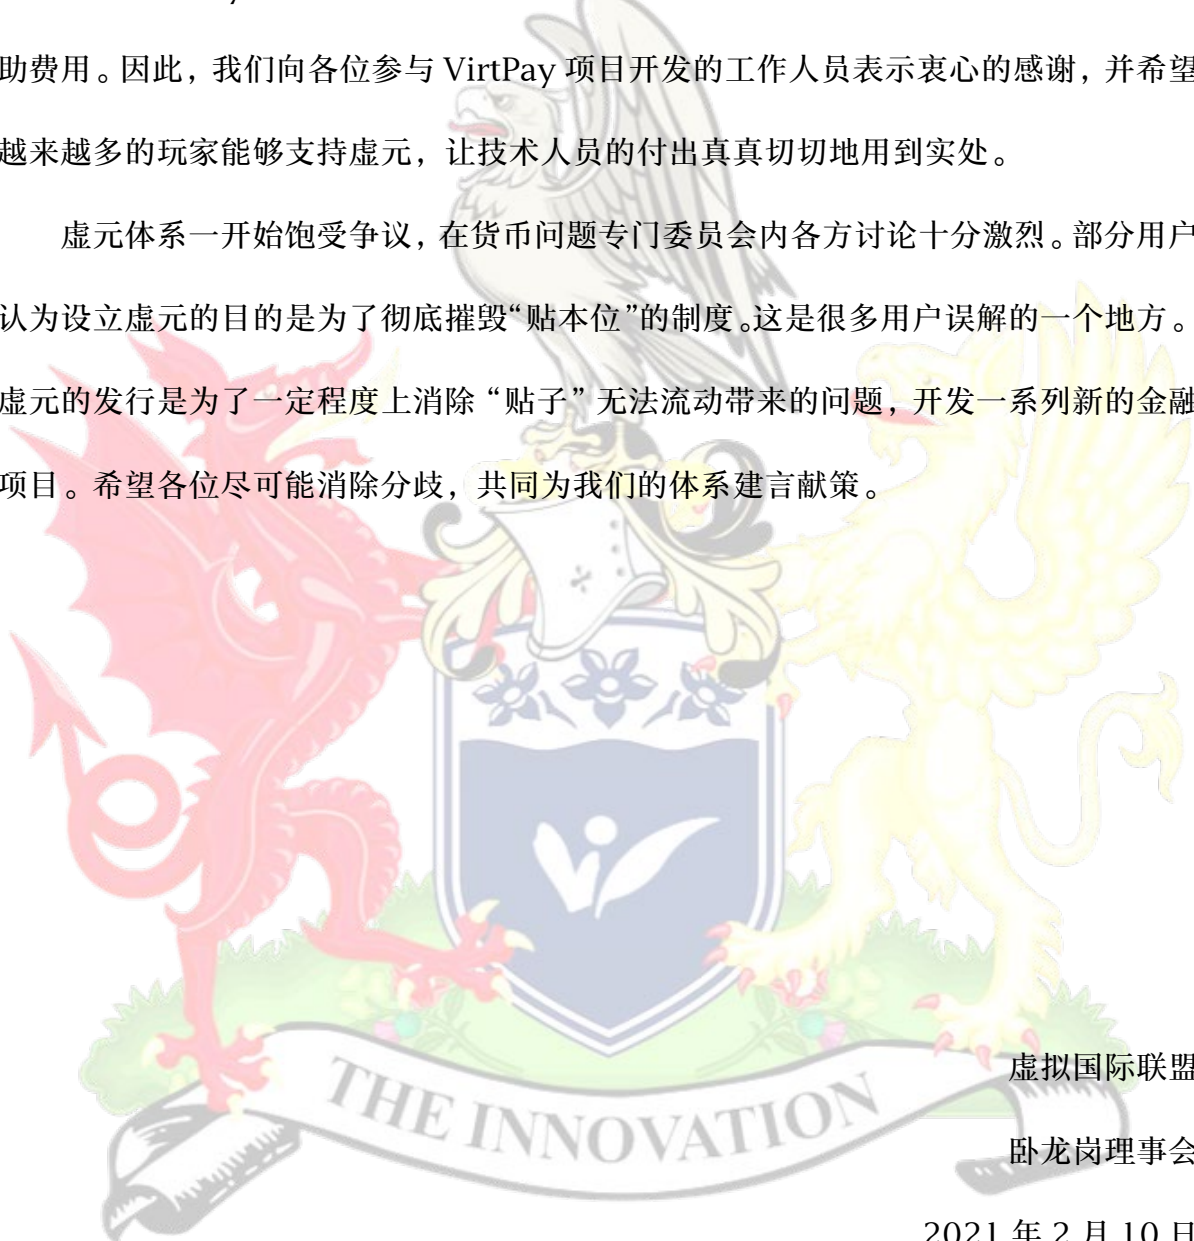 助费用。因此，我们向各位参与 VirtPay 项目开发的工作人员表示衷心的感谢，并希望
越来越多的玩家能够支持虚元，让技术人员的付出真真切切地用到实处。
虚元体系一开始饱受争议，在货币问题专门委员会内各方讨论十分激烈。部分用户
认为设立虚元的目的是为了彻底摧毁“贴本位”的制度。这是很多用户误解的一个地方。
虚元的发行是为了一定程度上消除“贴子”无法流动带来的问题，开发一系列新的金融
项目。希望各位尽可能消除分歧，共同为我们的体系建言献策。
THE INNOVATION
虚拟国际联盟
卧龙岗理事会
2021 年 2 月 10 日